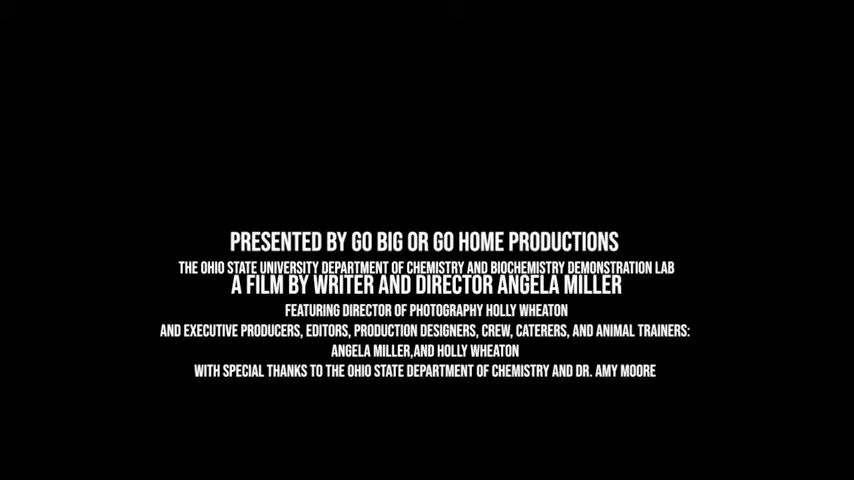 PRESENTED BY GO BIG OR GO HOME PRODUCTIONS
THE OHIO STATE UNIVERSITY DEPARTMENT OF CHEMISTRY AND BIOCHEMISTRY DEMONSTRATION LAB
A FILM BY WRITER AND DIRECTOR ANGELA MILLER
FEATURING DIRECTOR OF PHOTOGRAPHY HOLLY WHEATON
AND EXECUTIVE PRODUCERS, EDITORS, PRODUCTION DESIGNERS, CREW, CATERERS, AND ANIMAL TRAINERS:
ANGELA MILLER,AND HOLLY WHEATON
WITH SPECIAL THANKS TO THE OHIO STATE DEPARTMENT OF CHEMISTRY AND DR. AMY MOORE